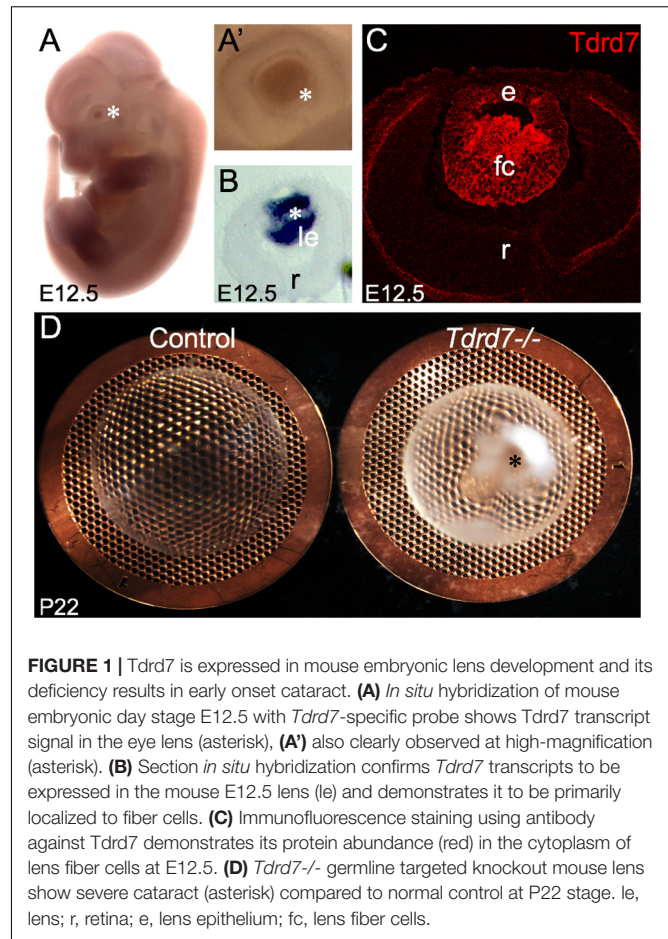 A
A'
C
Tdrd7
*
*
e
fc
B
*
le
r
r
E12.5
E12.5
E12.5
D
Control
Tdrd7-/-
*
P22
FIGURE 1 | Tdrd7 is expressed in mouse embryonic lens development and its
deficiency results in early onset cataract. (A) In situ hybridization of mouse
embryonic day stage E12.5 with Tdrd7-specific probe shows Tdrd7 transcript
signal in the eye lens (asterisk), (A’) also clearly observed at high-magnification
(asterisk). (B) Section in situ hybridization confirms Tdrd7 transcripts to be
expressed in the mouse E12.5 lens (le) and demonstrates it to be primarily
localized to fiber cells. (C) Immunofluorescence staining using antibody
against Tdrd7 demonstrates its protein abundance (red) in the cytoplasm of
lens fiber cells at E12.5. (D) Tdrd7-/- germline targeted knockout mouse lens
show severe cataract (asterisk) compared to normal control at P22 stage. le,
lens; r, retina; e, lens epithelium; fc, lens fiber cells.